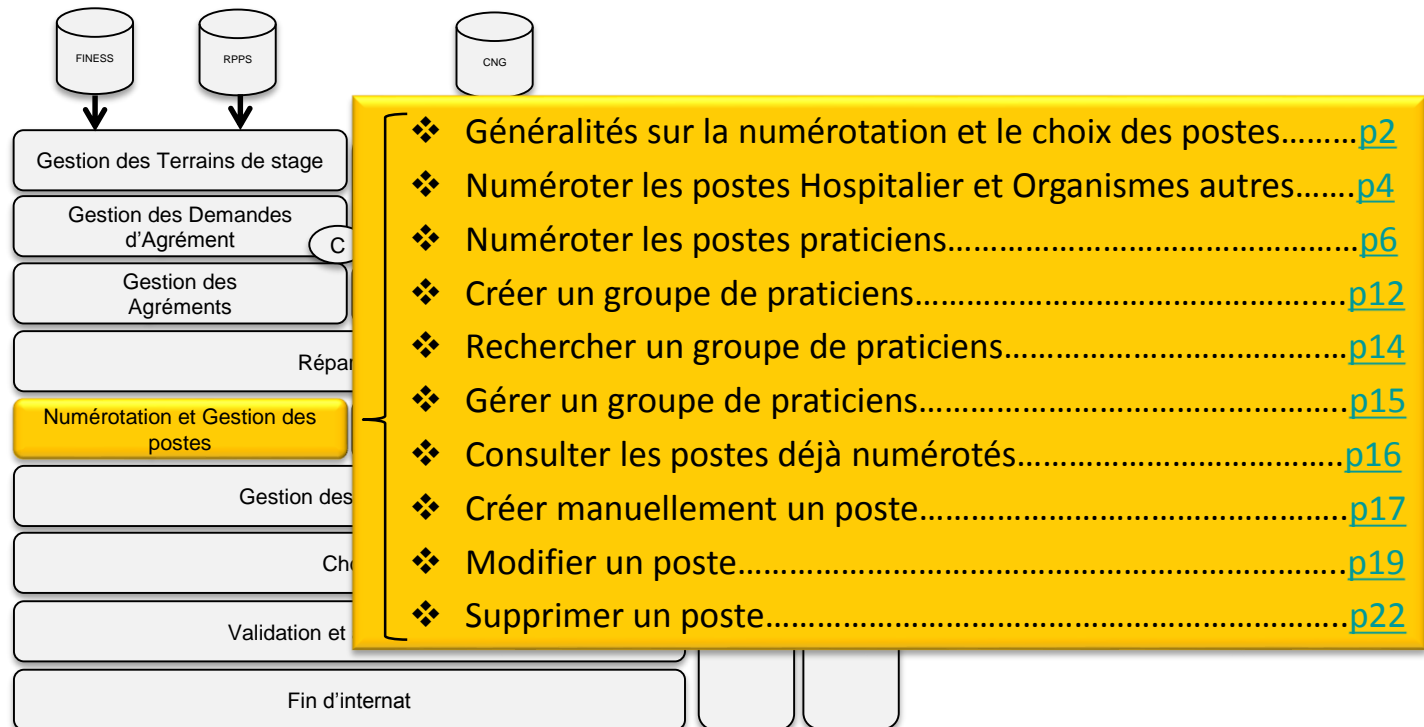 FINESS
RPPS
CNG
Gestion des Terrains de stage
Gestion des Demandes
d'Agrément
C
Gestion des
Agréments
Numérotation et Gestion des
postes
Gestion des
Validation et
Fin d'internat
❖ Généralités sur la numérotation et le choix des postes.........p2
❖ Numéroter les postes Hospitalier et Organismes autres.......p4
❖ Numéroter les postes praticiens................................................p6
❖ Créer un groupe de praticiens..................................................p12
❖ Rechercher un groupe de praticiens.......................................p14
❖ Gérer un groupe de praticiens.................................................p15
❖ Consulter les postes déjà numérotés.......................................p16
❖ Créer manuellement un poste.................................................p17
❖ Modifier un poste....................................................................p19
❖ Supprimer un poste.................................................................p22